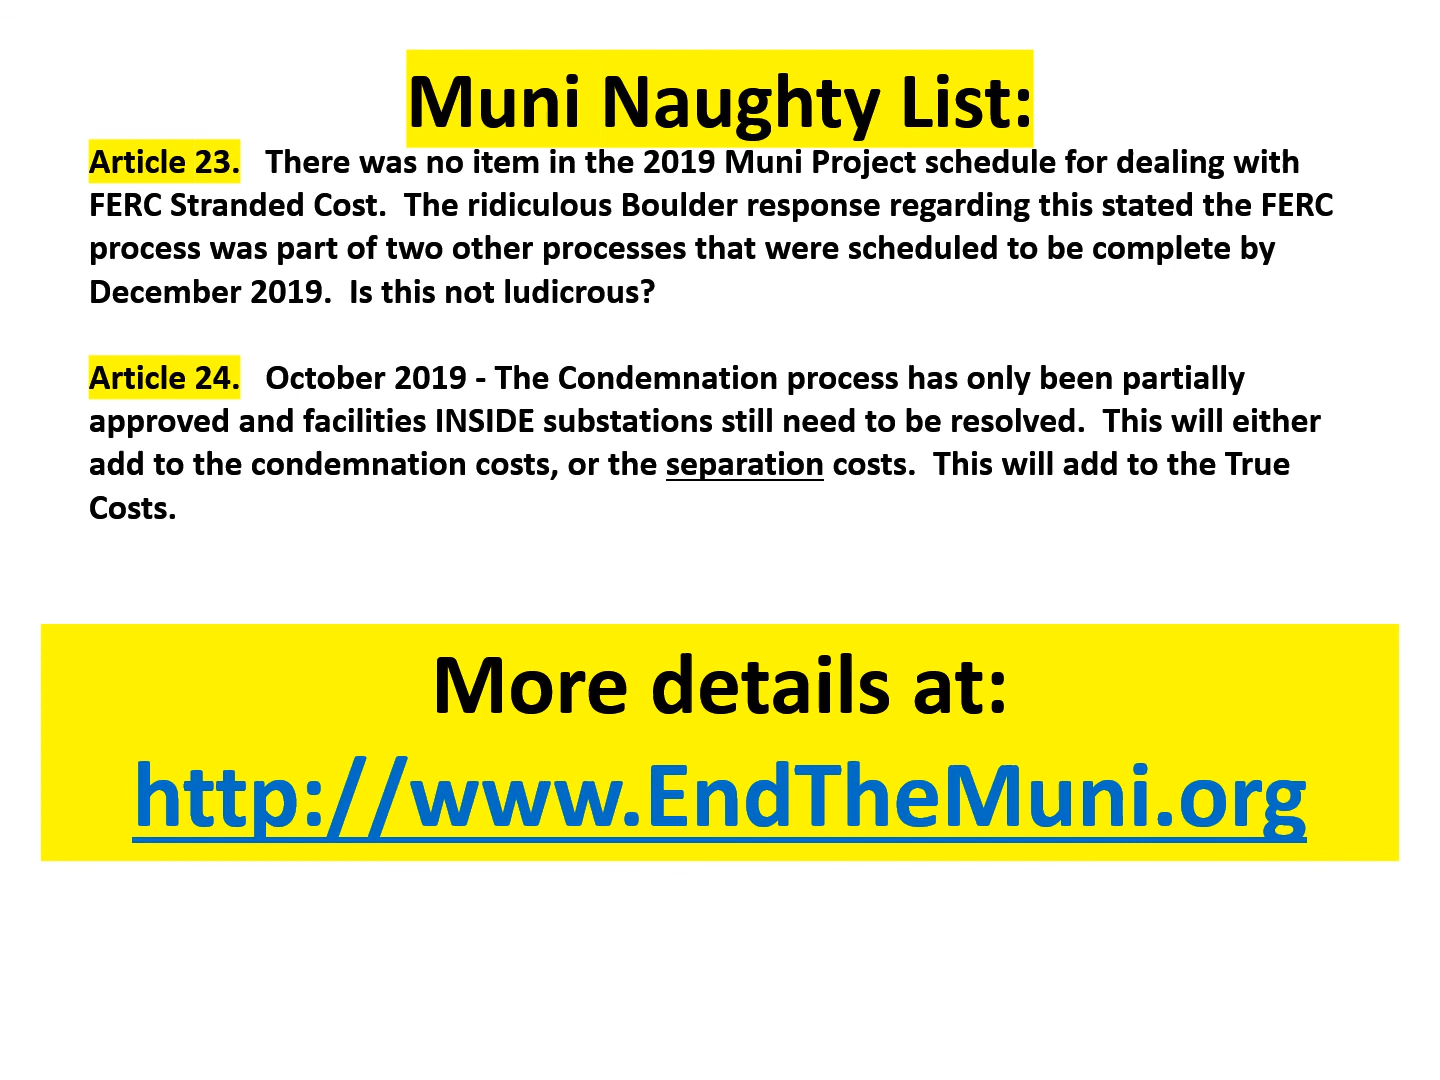 Muni Naughty List:
Article 23.   There was no item in the 2019 Muni Project schedule for dealing with
FERC Stranded Cost.  The ridiculous Boulder response regarding this stated the FERC
process was part of two other processes that were scheduled to be complete by
December 2019.  Is this not ludicrous?
Article 24.   October 2019 - The Condemnation process has only been partially
approved and facilities INSIDE substations still need to be resolved.  This will either
add to the condemnation costs, or the separation costs.  This will add to the True
Costs.
More details at:
http://www.EndTheMuni.org